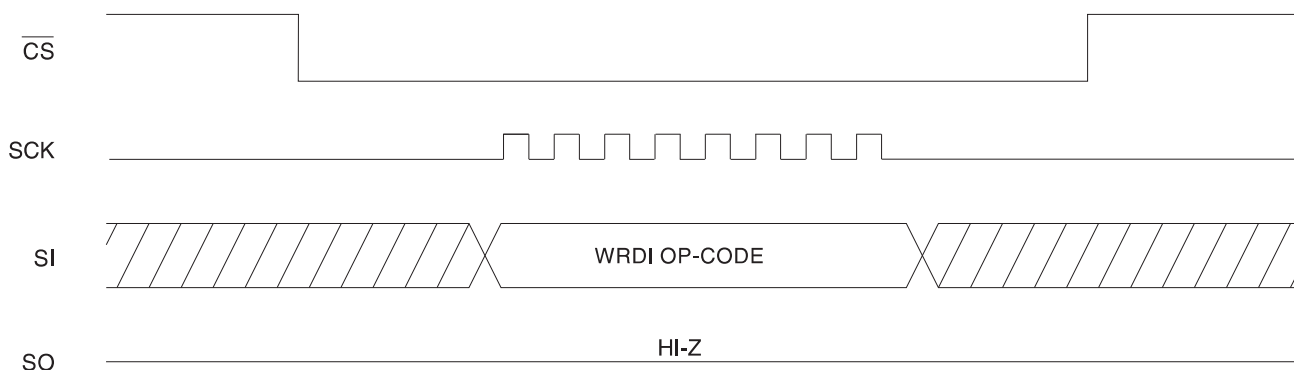 CS
SCK
SI
WRDI OP-CODE
SO
HI-Z